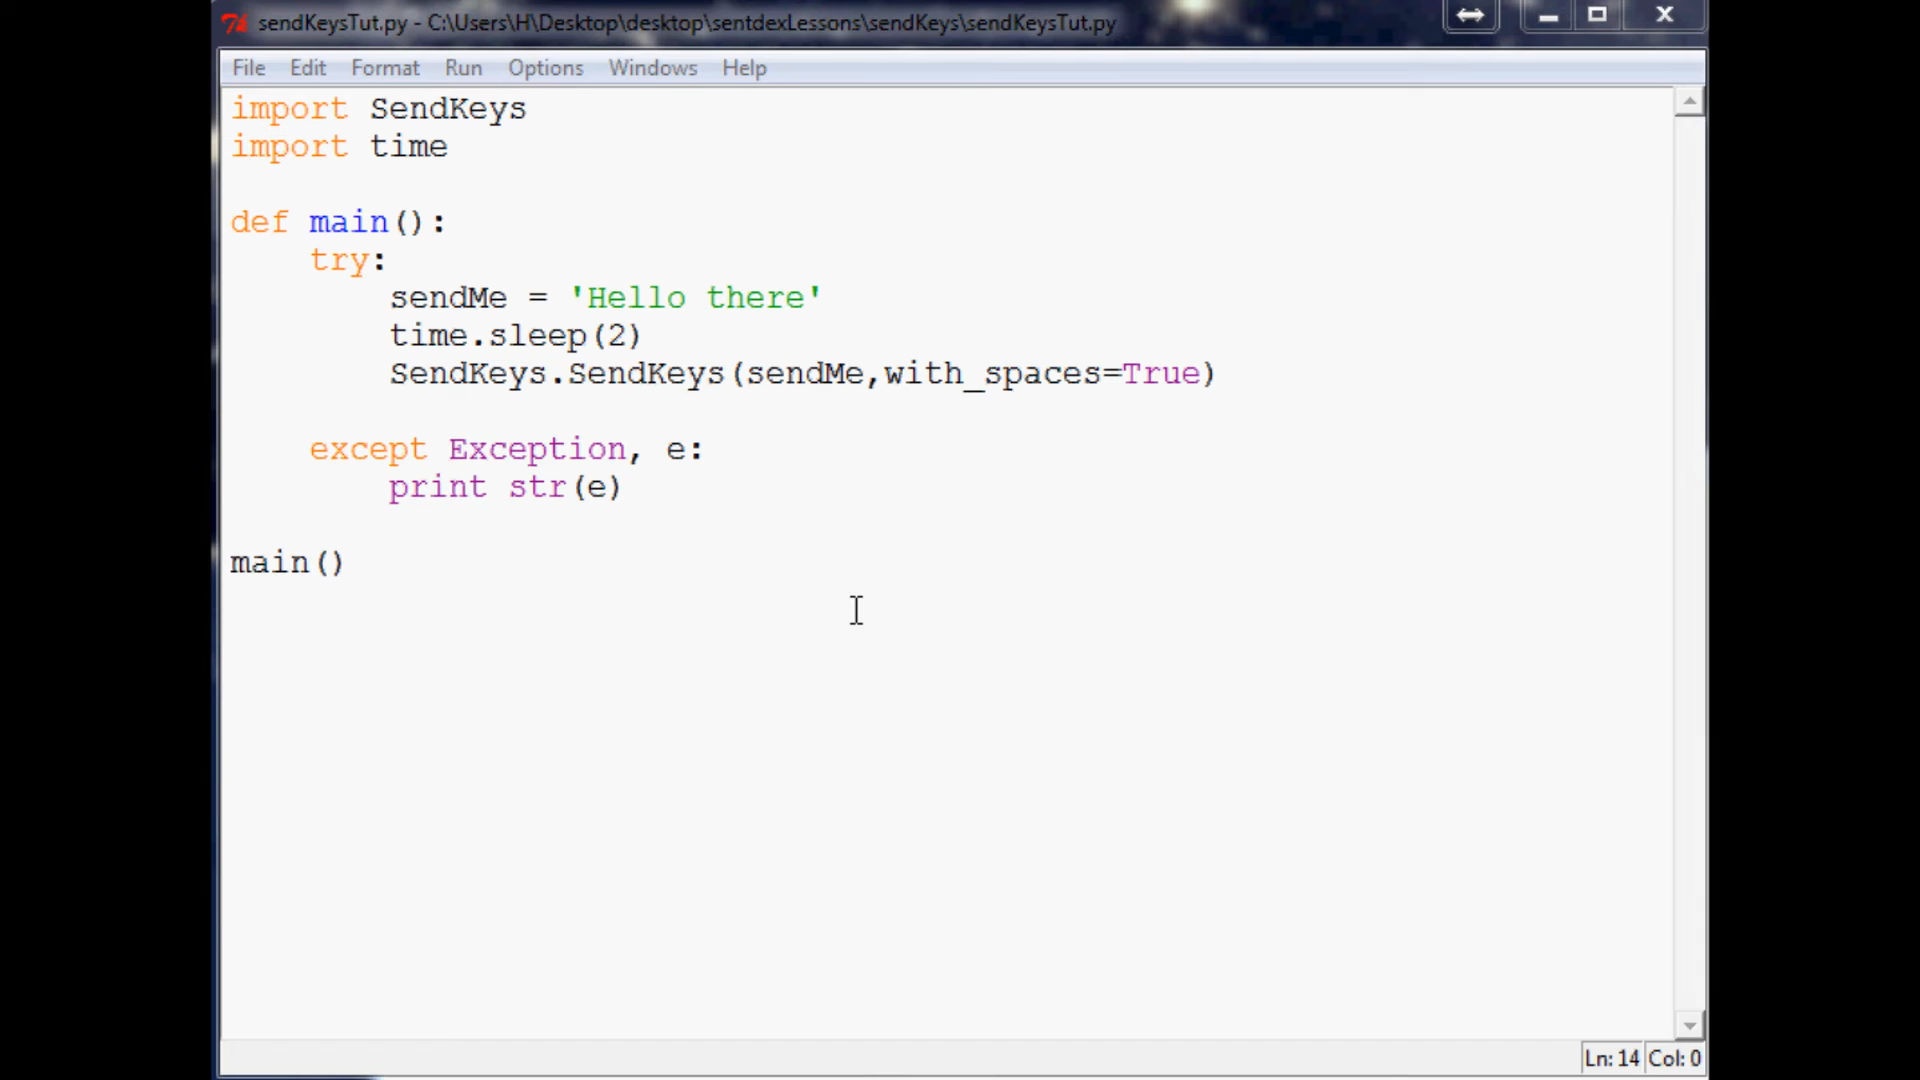 sendKeysTut.py - C:\Users\H\Desktop\desktop\sentdexLessons\sendKeys\sendKeysTut.py
File Edit Format Run Options Windows Help
import SendKeys
import time
def main():
try:
sendMe = 'Hello there'
time.sleep(2)
SendKeys.SendKeys(sendMe,with_spaces=True)
except Exception, e:
print str(e)
main()
Ln: 14 Col: 0